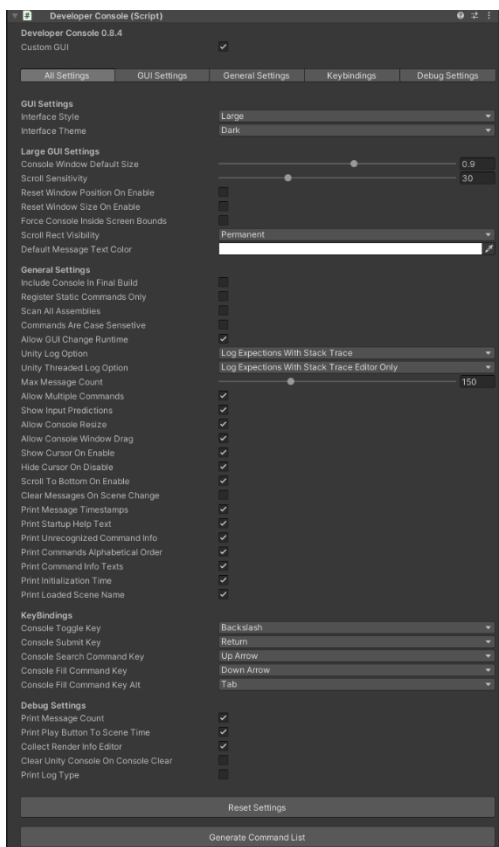 Developer Console (Script)
Developer Console 0.8.4
Custom GUI
All Settings GUI Settings General Settings Keybindings Debug Settings
GUI Settings
Interface Style Large
Interface Theme Dark
Large GUI Settings
Console Window Default Size 0.9
Scroll Sensitivity 30
Reset Window Position On Enable
Reset Window Size On Enable
Force Console Inside Screen Bounds
Scroll Rect Visibility Permanent
Default Message Text Color
General Settings
Include Console In Final Build
Register Static Commands Only
Scan All Assemblies
Commands Are Case Sensetive
Allow GUI Change Runtime
Unity Log Option Log Expections With Stack Trace
Unity Threaded Log Option Log Expections With Stack Trace Editor Only
Max Message Count 150
Allow Multiple Commands
Show Input Predictions
Allow Console Resize
Allow Console Window Drag
Show Cursor On Enable
Hide Cursor On Disable
Scroll To Bottom On Enable
Clear Messages On Scene Change
Print Message Timestamps
Print Startup Help Text
Print Unrecognized Command Info
Print Commands Alphabetical Order
Print Command Info Texts
Print Initialization Time
Print Loaded Scene Name
KeyBindings
Console Toggle Key Backslash
Console Submit Key Return
Console Search Command Key Up Arrow
Console Fill Command Key Down Arrow
Console Fill Command Key Alt Tab
Debug Settings
Print Message Count
Print Play Button To Scene Time
Collect Render Info Editor
Clear Unity Console On Console Clear
Print Log Type
Reset Settings
Generate Command List